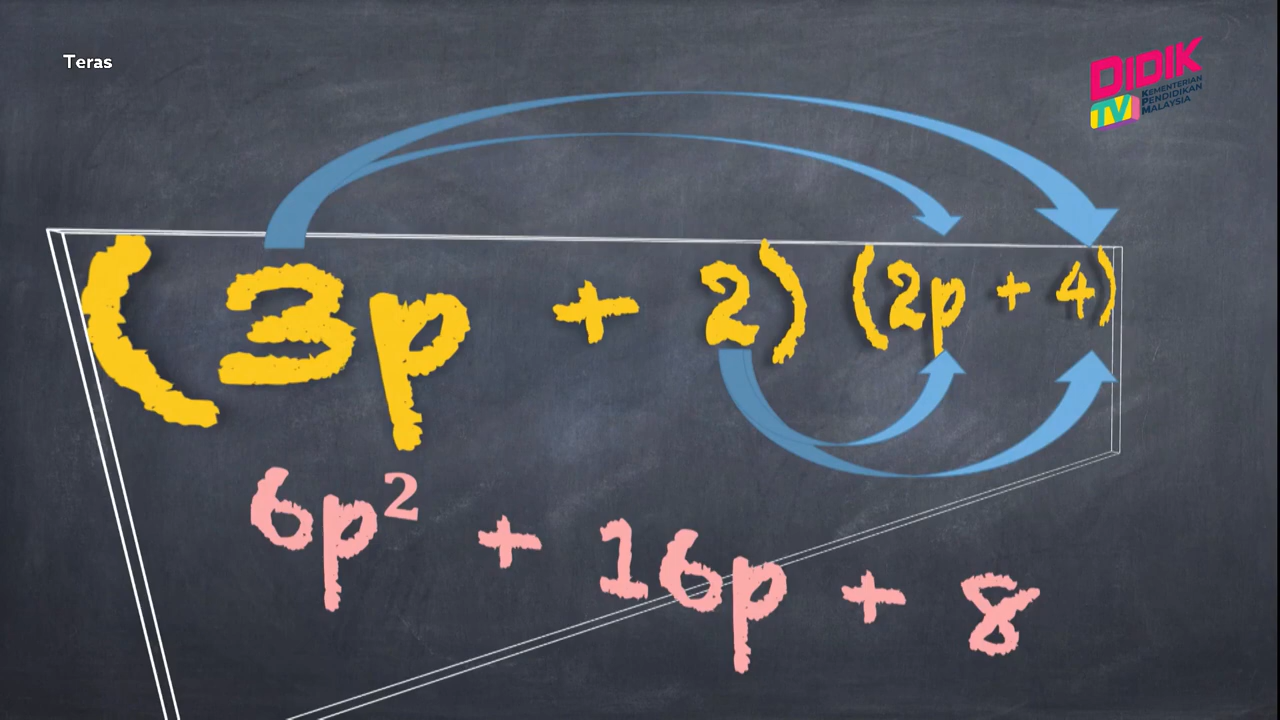 Teras
DIDIK
TV
KEMENTERIAN
PENDIDIKAN
MALAYSIA
(3p + 2) (2p + 4)
6p² + 16p + 8